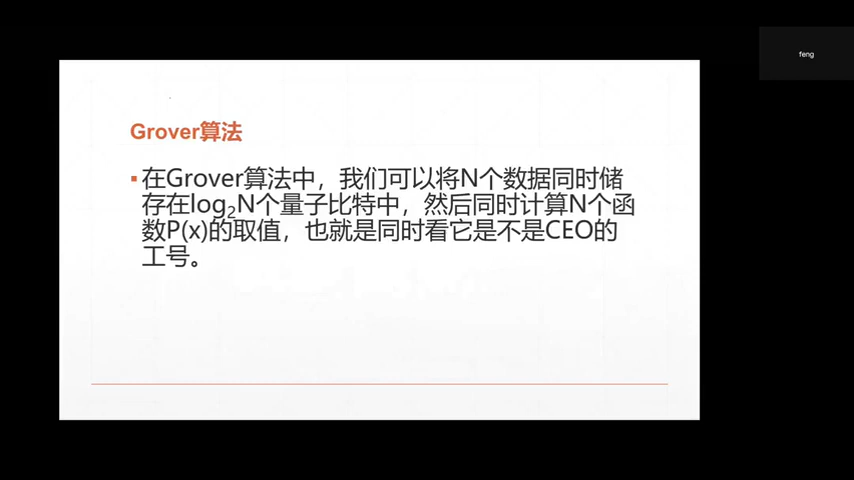 feng
Grover算法
▪在Grover算法中，我们可以将N个数据同时储
存在log₂N个量子比特中，然后同时计算N个函
数P(x)的取值，也就是同时看它是不是CEO的
工号。